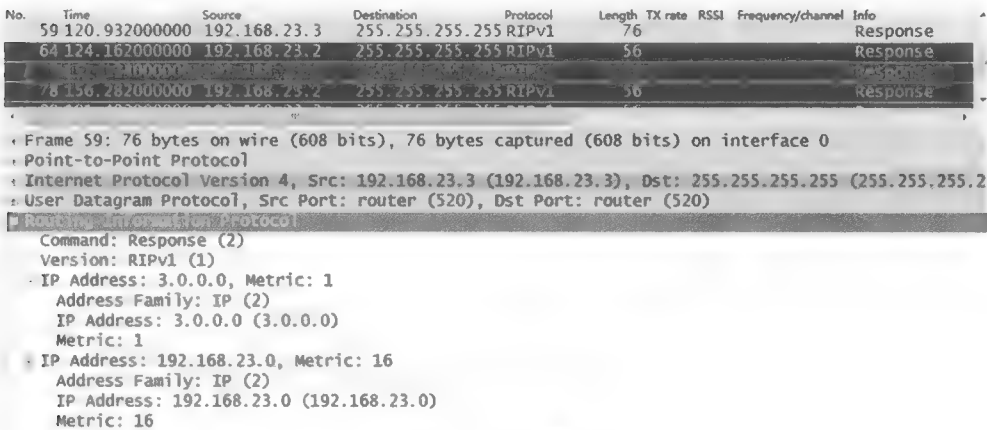 No. Time Source Destination Protocol Length TX rate RSSI Frequency/channel Info
59 120.932000000 192.168.23.3 255.255.255.255 RIPv1 76 Response
64 124.162000000 192.168.23.2 255.255.255.255 RIPv1 56 Response
Response
78 156.282000000 192.168.23.2 255.255.255.255 RIPv1 56 Response
Frame 59: 76 bytes on wire (608 bits), 76 bytes captured (608 bits) on interface 0
Point-to-Point Protocol
Internet Protocol Version 4, Src: 192.168.23.3 (192.168.23.3), Dst: 255.255.255.255 (255.255.255.2
User Datagram Protocol, Src Port: router (520), Dst Port: router (520)
Routing Information Protocol
Command: Response (2)
Version: RIPv1 (1)
IP Address: 3.0.0.0, Metric: 1
Address Family: IP (2)
IP Address: 3.0.0.0 (3.0.0.0)
Metric: 1
IP Address: 192.168.23.0, Metric: 16
Address Family: IP (2)
IP Address: 192.168.23.0 (192.168.23.0)
Metric: 16